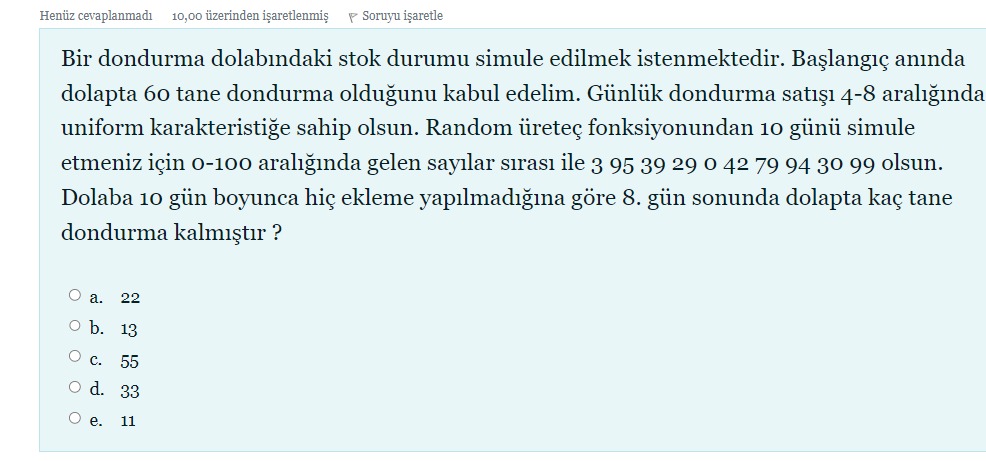 Henüz cevaplanmadı 10,00 üzerinden işaretlenmiş Soruyu işaretle
Bir dondurma dolabındaki stok durumu simule edilmek istenmektedir. Başlangıç anında
dolapta 60 tane dondurma olduğunu kabul edelim. Günlük dondurma satışı 4-8 aralığında
uniform karakteristiğe sahip olsun. Random üreteç fonksiyonundan 10 günü simule
etmeniz için 0-100 aralığında gelen sayılar sırası ile 3 95 39 29 0 42 79 94 30 99 olsun.
Dolaba 10 gün boyunca hiç ekleme yapılmadığına göre 8. gün sonunda dolapta kaç tane
dondurma kalmıştır ?
a. 22
b. 13
c. 55
d. 33
e. 11